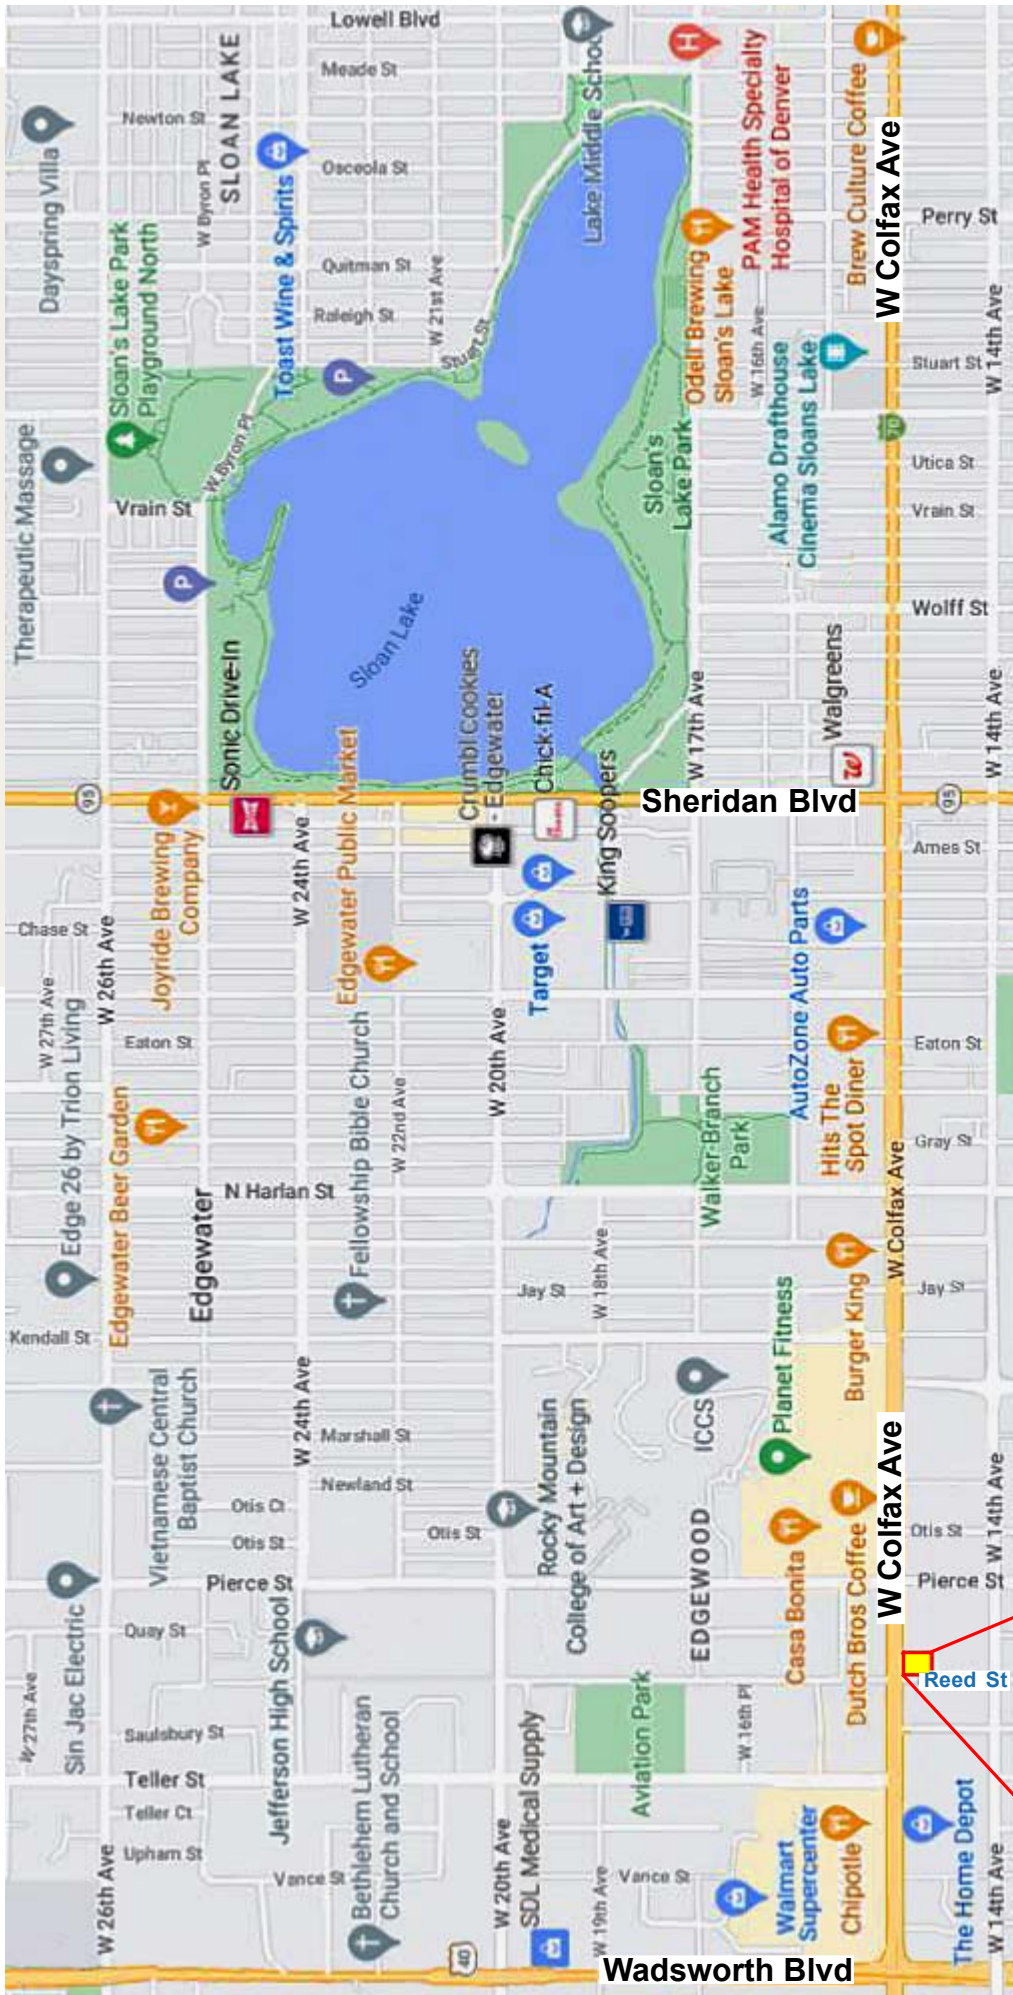 Lowell Blvd
Meade St
SLOAN LAKE
Newton St
Osceola St
W Byron Pl
Dayspring Villa
Toast Wine & Spirits
Sloan's Lake Park
Playground North
Quitman St
Raleigh St
W 21st Ave
Stuart St
P
W Byron Pl
Lake Middle School
H
PAM Health Specialty
Hospital of Denver
Brew Culture Coffee
W Colfax Ave
Perry St
Odell Brewing
Sloan's Lake
W 16th Ave
Alamo Drafthouse
Cinema Sloans Lake
W 14th Ave
Stuart St
70
Utica St
Vrain St
Wolff St
Therapeutic Massage
Vrain St
P
Sloan's
Lake Park
Sloan Lake
Sonic Drive-In
95
Joyride Brewing
Company
W 24th Ave
Edgewater Public Market
Crumbl Cookies
- Edgewater
Chick-fil-A
King Soopers
W 17th Ave
Walgreens
Sheridan Blvd
95
W 14th Ave
Ames St
Chase St
W 26th Ave
W 27th Ave
Edge 26 by Trion Living
Eaton St
Edgewater Beer Garden
Target
W 20th Ave
AutoZone Auto Parts
Hits The
Spot Diner
Eaton St
Gray St
Fellowship Bible Church
W 22nd Ave
Walker-Branch
Park
N Harlan St
Edgewater
Kendall St
Jay St
W 18th Ave
W Colfax Ave
Jay St
Burger King
Planet Fitness
Vietnamese Central
Baptist Church
W 24th Ave
Marshall St
Newland St
Otis Ct
Otis St
Otis St
Rocky Mountain
College of Art + Design
ICCS
EDGEWOOD
Casa Bonita
Dutch Bros Coffee
W Colfax Ave
Otis St
W 14th Ave
Pierce St
Sin Jac Electric
Pierce St
Quay St
Jefferson High School
W 27th Ave
Saulsbury St
Teller St
Teller Ct
Upham St
Vance St
Bethlehem Lutheran
Church and School
W 26th Ave
W 20th Ave
SDL Medical Supply
W 19th Ave
Vance St
Aviation Park
W 16th Pl
Reed St
Walmart
Supercenter
Chipotle
The Home Depot
W 14th Ave
40
Wadsworth Blvd